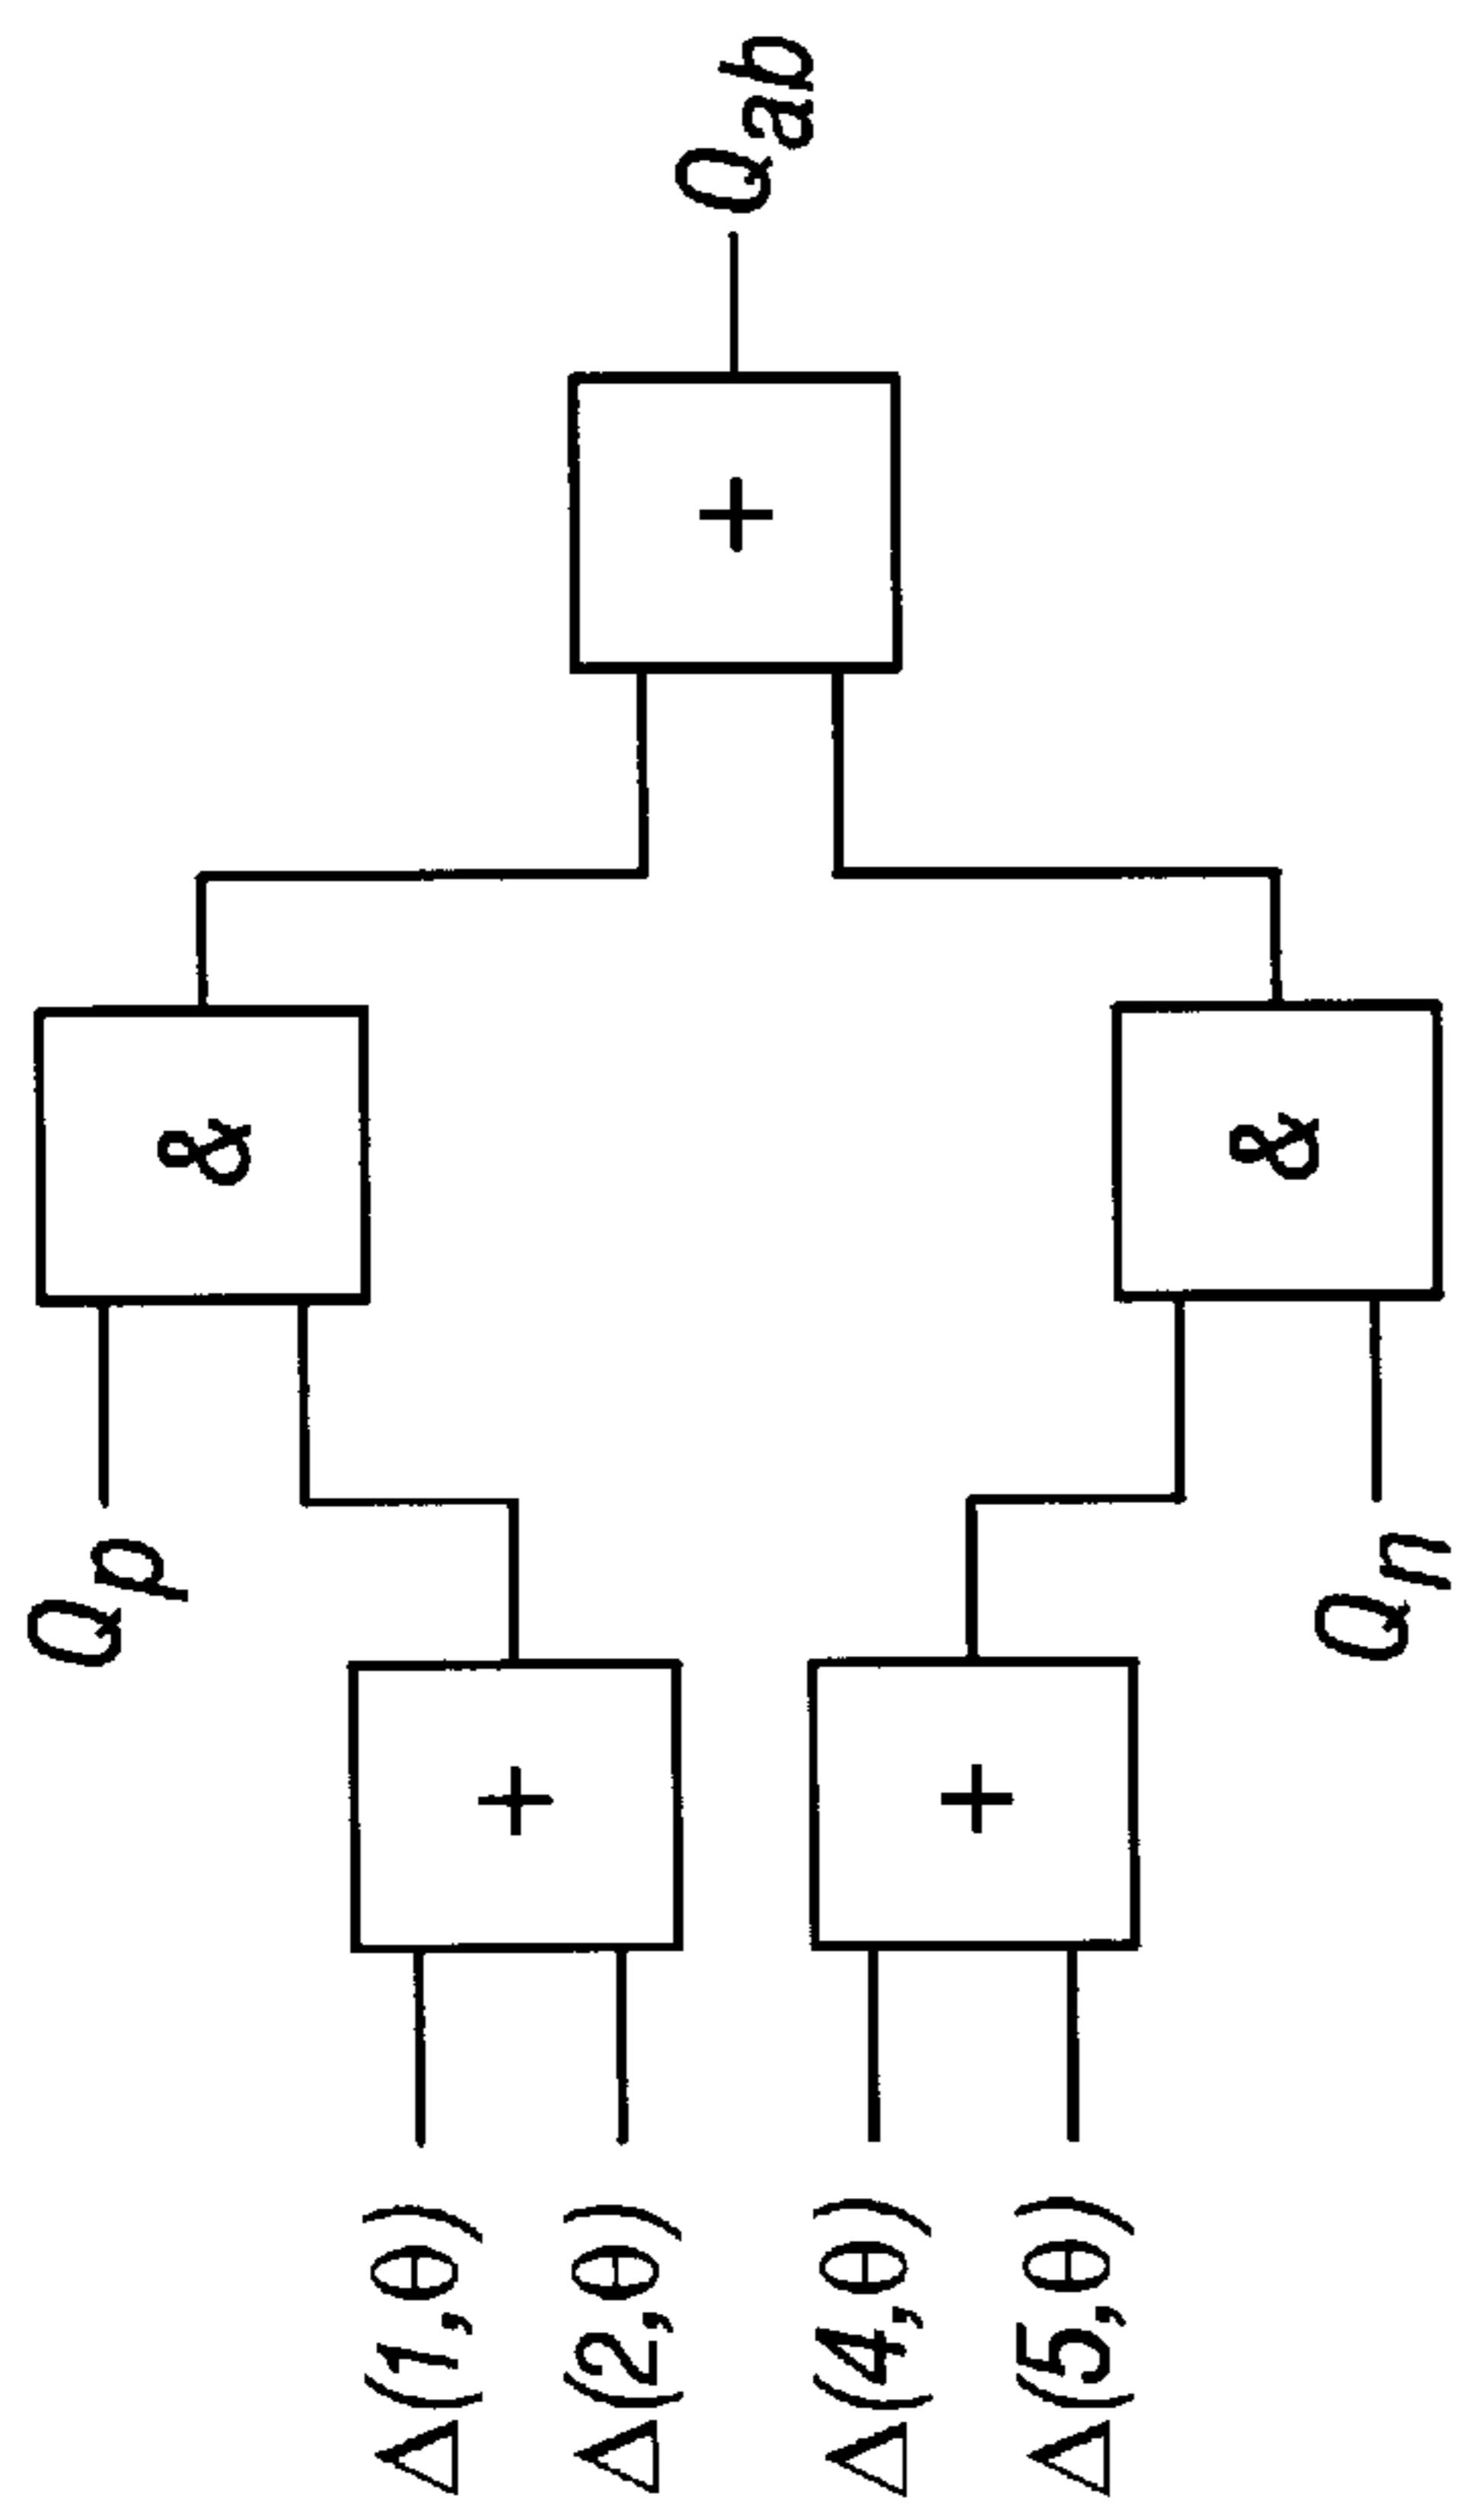 Qp
&
Δ(1,θ)
+
Δ(2,θ)
+
Qab
Δ(4,θ)
+
Δ(5,θ)
&
Qn